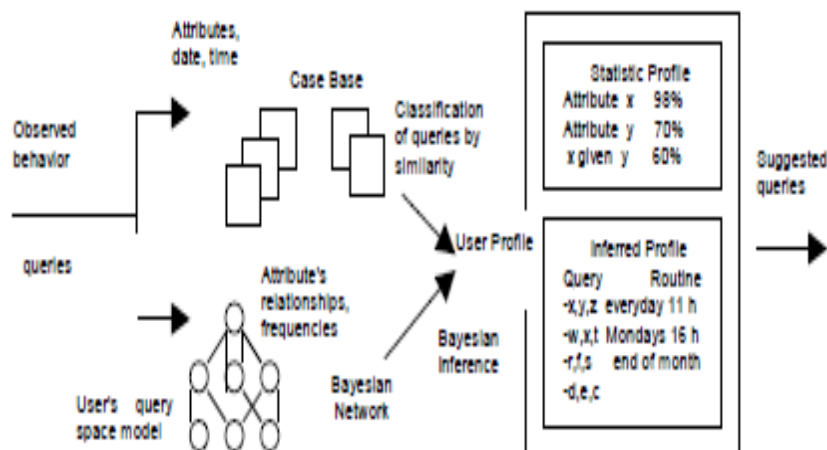 Attributes,
date, time
Case Base
Observed
behavior
queries
Classification
of queries by
similarity
Attribute's
relationships,
frequencies
User's query
space model
Bayesian
Network
Bayesian
Inference
User Profile
Statistic Profile
Attribute x 98%
Attribute y 70%
x given y 60%
Inferred Profile
Query Routine
-x,y,z everyday 11 h
-w,x,t Mondays 16 h
-r,f,s end of month
-d,e,c
Suggested
queries